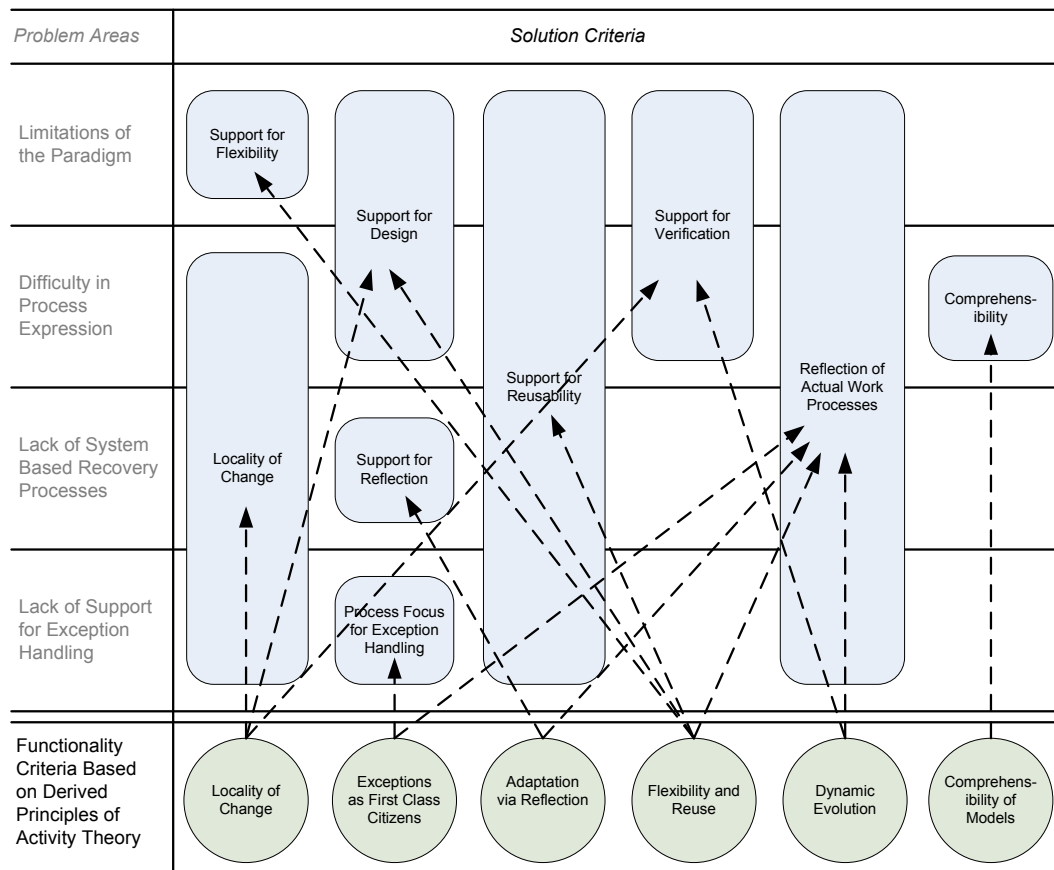 Problem Areas
Solution Criteria
Limitations of
the Paradigm
Support for
Flexibility
Support for
Design
Support for
Verification
Difficulty in
Process
Expression
Comprehens-
ibility
Support for
Reusability
Reflection of
Actual Work
Processes
Lack of System
Based Recovery
Processes
Locality of
Change
Support for
Reflection
Lack of Support
for Exception
Handling
Process Focus
for Exception
Handling
Functionality
Criteria Based
on Derived
Principles of
Activity Theory
Locality of
Change
Exceptions
as First Class
Citizens
Adaptation
via Reflection
Flexibility and
Reuse
Dynamic
Evolution
Comprehens-
ibility of
Models